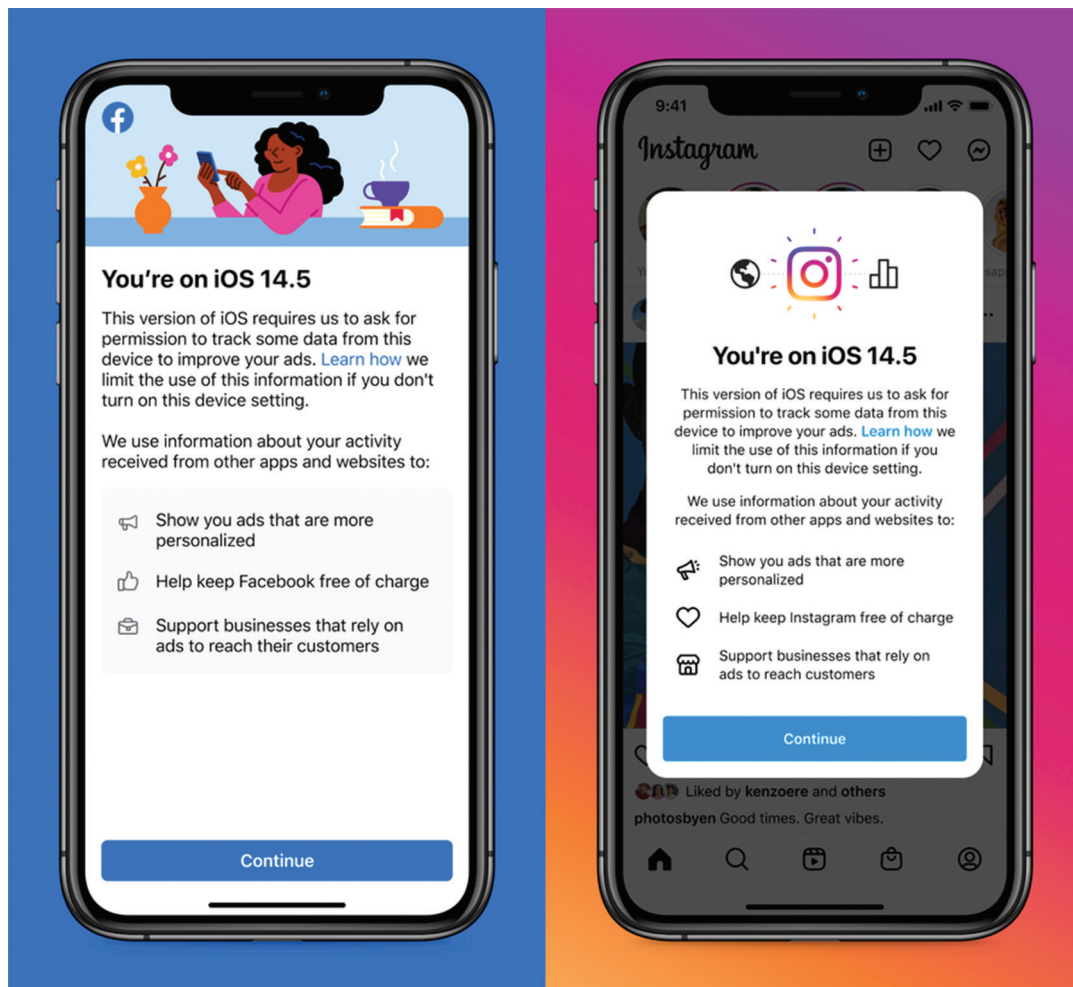 You're on iOS 14.5
This version of iOS requires us to ask for
permission to track some data from this
device to improve your ads. Learn how we
limit the use of this information if you don't
turn on this device setting.
We use information about your activity
received from other apps and websites to:
Show you ads that are more
personalized
Help keep Facebook free of charge
Support businesses that rely on
ads to reach their customers
Continue
9:41
Instagram
You're on iOS 14.5
This version of iOS requires us to ask for
permission to track some data from this
device to improve your ads. Learn how we
limit the use of this information if you
don't turn on this device setting.
We use information about your activity
received from other apps and websites to:
Show you ads that are more
personalized
Help keep Instagram free of charge
Support businesses that rely on
ads to reach customers
Continue
Liked by kenzoere and others
photosbyen Good times. Great vibes.